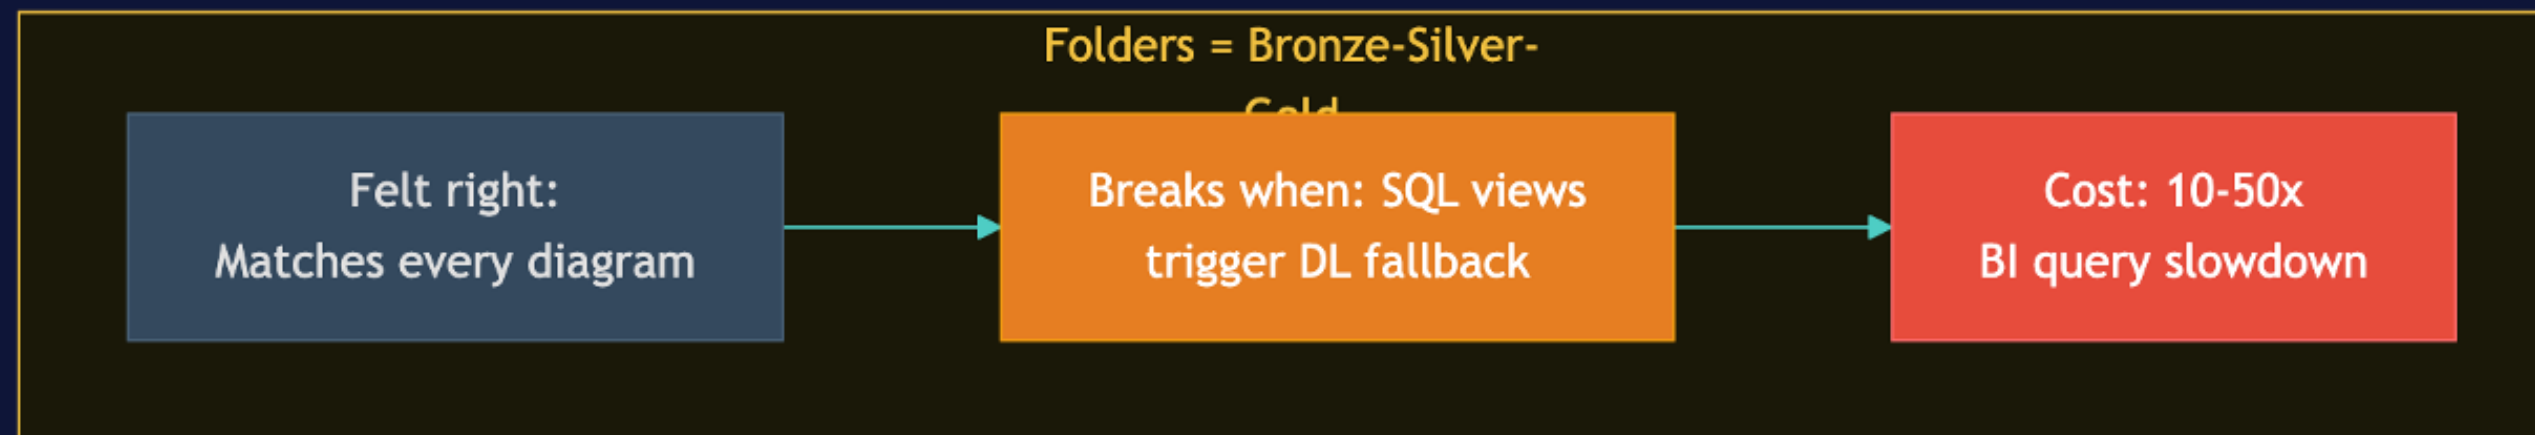 Folders = Bronze-Silver-
Gold
Felt right:
Matches every diagram
Breaks when: SQL views
trigger DL fallback
Cost: 10-50x
BI query slowdown